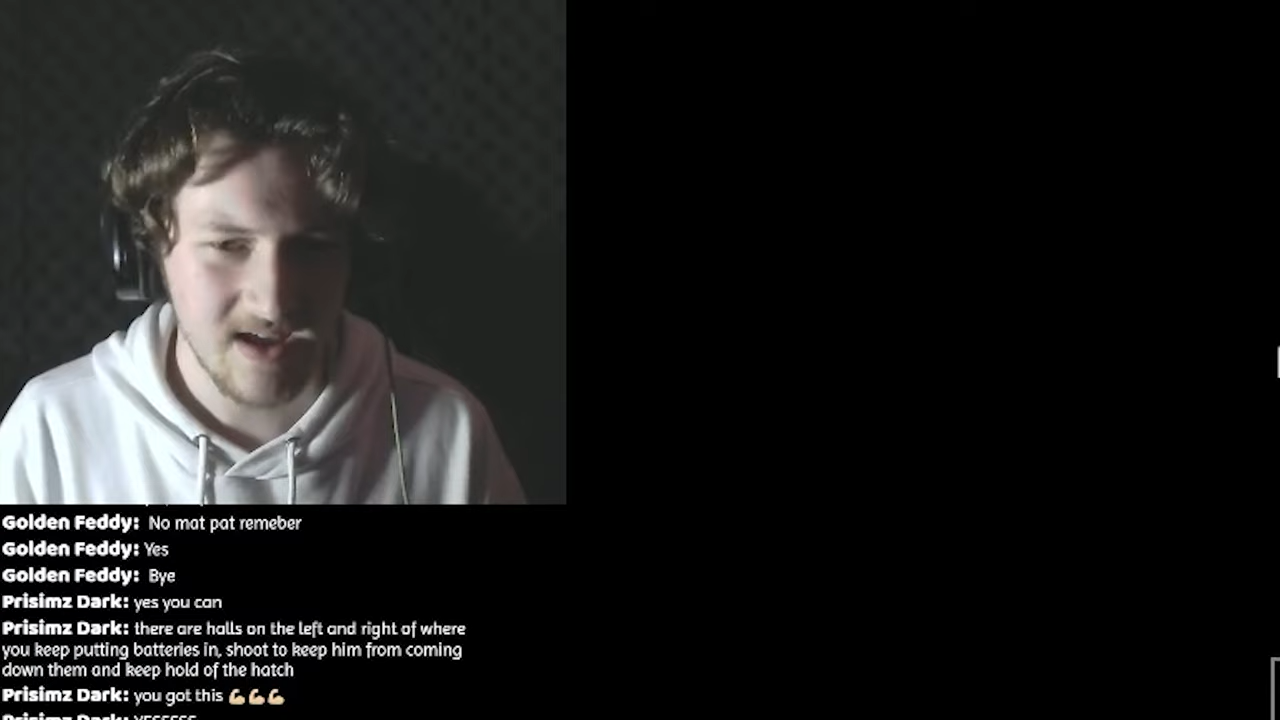 Golden Feddy: No mat pat remeber
Golden Feddy: Yes
Golden Feddy: Bye
Prisimz Dark: yes you can
Prisimz Dark: there are halls on the left and right of where
you keep putting batteries in, shoot to keep him from coming
down them and keep hold of the hatch
Prisimz Dark: you got this 💪🏼💪🏼💪🏼
Prisimz Dark: